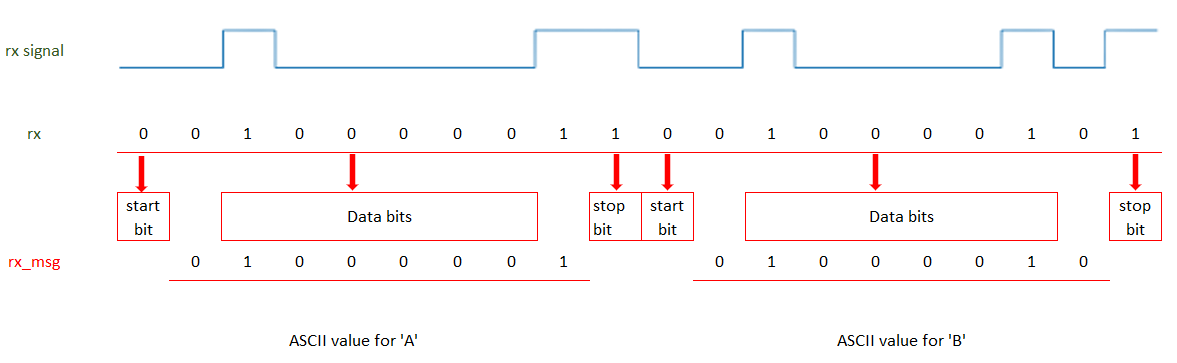 rx signal
rx 0 0 1 0 0 0 0 0 1 1 0 0 1 0 0 0 0 1 0 1
start bit
Data bits
stop bit
start bit
Data bits
stop bit
rx_msg 0 1 0 0 0 0 0 1 0 1 0 0 0 0 1 0
ASCII value for 'A' ASCII value for 'B'